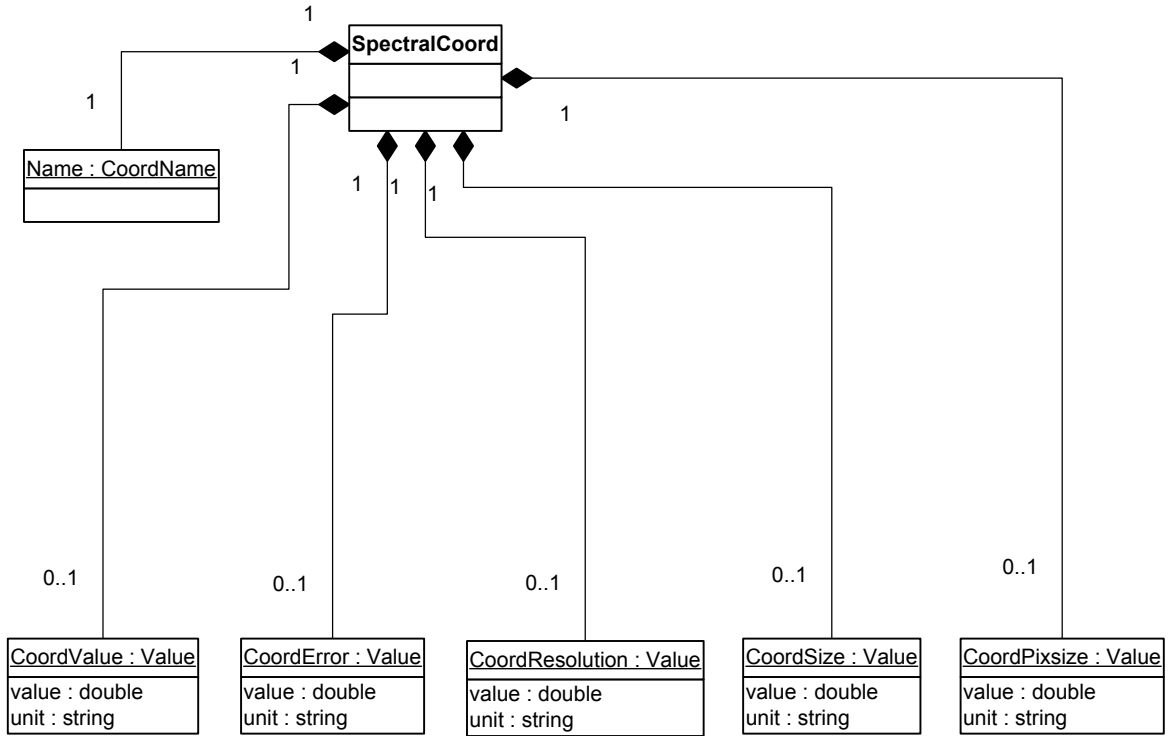 1
SpectralCoord
1
1
1
Name : CoordName
1
1
1
1
0..1
0..1
0..1
0..1
0..1
CoordValue : Value
value : double
unit : string
CoordError : Value
value : double
unit : string
CoordResolution : Value
value : double
unit : string
CoordSize : Value
value : double
unit : string
CoordPixsize : Value
value : double
unit : string